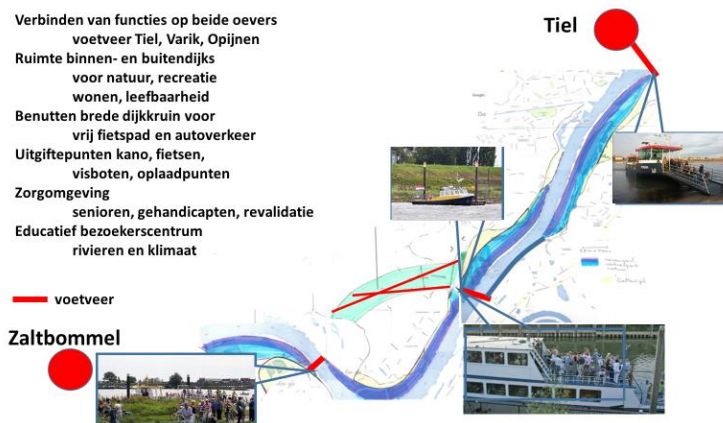 Verbinden van functies op beide oevers
voetveer Tiel, Varik, Opijnen
Ruimte binnen- en buitendijks
voor natuur, recreatie
wonen, leefbaarheid
Benutten brede dijkkruin voor
vrij fietspad en autoverkeer
Uitgiftepunten kano, fietsen,
visboten, oplaadpunten
Zorgomgeving
senioren, gehandicapten, revalidatie
Educatief bezoekerscentrum
rivieren en klimaat
voetveer
Zaltbommel
Tiel